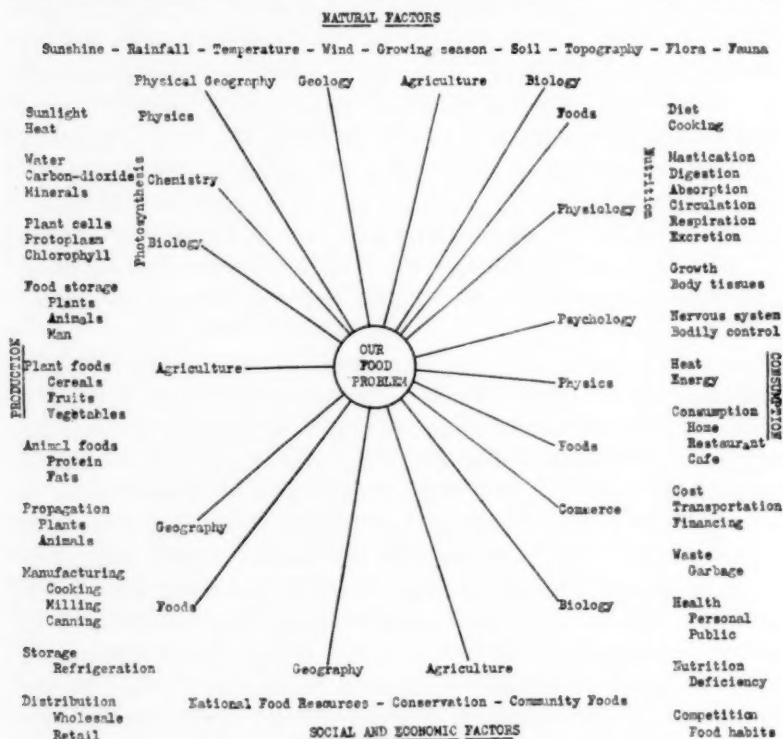 NATURAL FACTORS
Sunshine - Rainfall - Temperature - Wind - Growing season - Soil - Topography - Flora - Fauna
Physical Geography Geology Agriculture Biology
Sunlight
Heat
Water
Carbon-dioxide
Minerals
Plant cells
Protoplasm
Chlorophyll
Food storage
Plants
Animals
Man
PRODUCTION
Plant foods
Cereals
Fruits
Vegetables
Animal foods
Protein
Fats
Propagation
Plants
Animals
Manufacturing
Cooking
Milling
Canning
Storage
Refrigeration
Distribution
Wholesale
Retail
Physics
Photosynthesis
Chemistry
Biology
Agriculture
Geography
Foods
OUR
FOOD
PROBLEM
Foods
Physiology
Psychology
Physics
Foods
Commerce
Biology
Geography Agriculture
Nutrition
Diet
Cooking
Mastication
Digestion
Absorption
Circulation
Respiration
Excretion
Growth
Body tissues
Nervous system
Bodily control
Heat
Energy
CONSUMPTION
Consumption
Home
Restaurant
Cafe
Cost
Transportation
Financing
Waste
Garbage
Health
Personal
Public
Nutrition
Deficiency
Competition
Food habits
National Food Resources - Conservation - Community Foods
SOCIAL AND ECONOMIC FACTORS